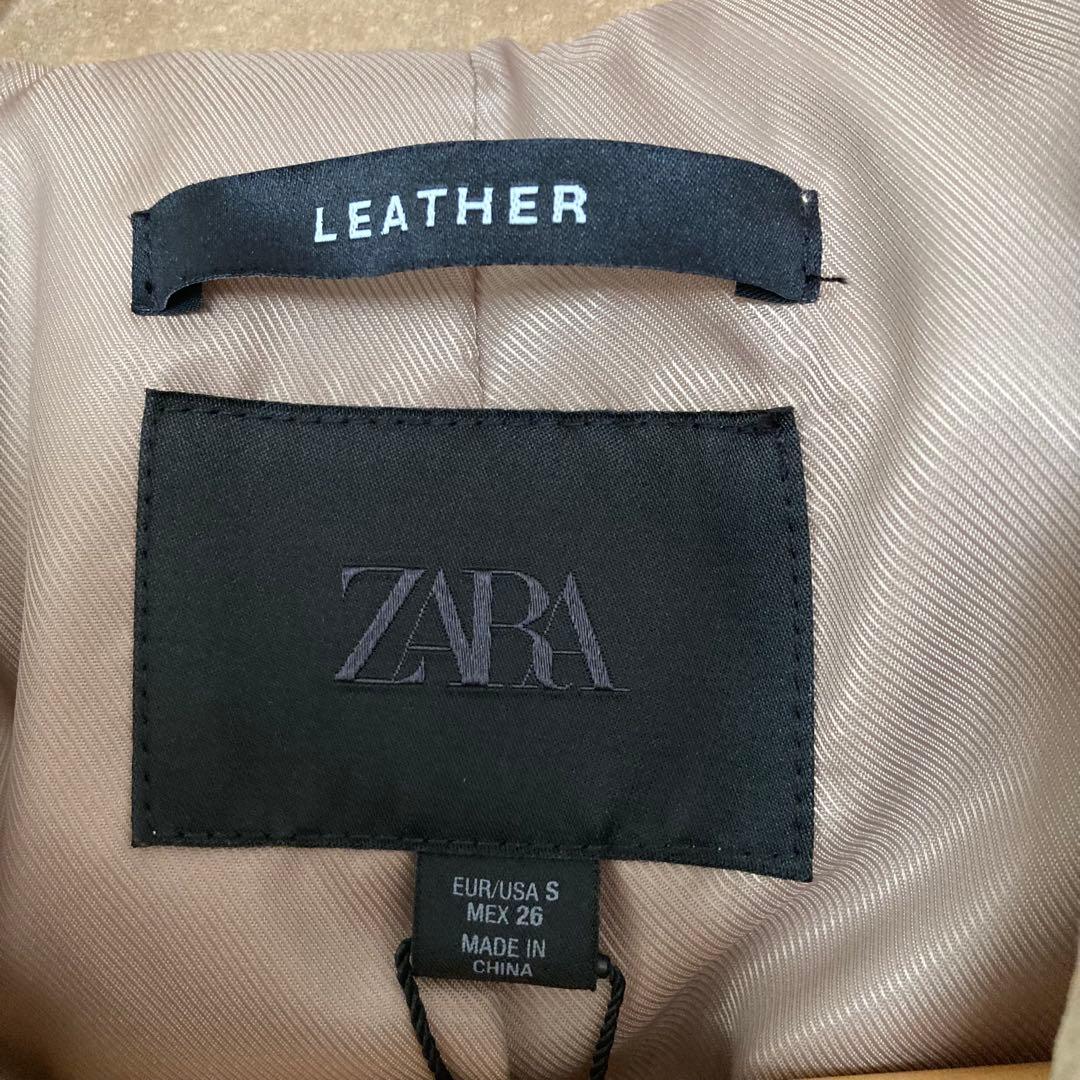 LEATHER
ZARA
EUR/USA S
MEX 26
MADE IN
CHINA